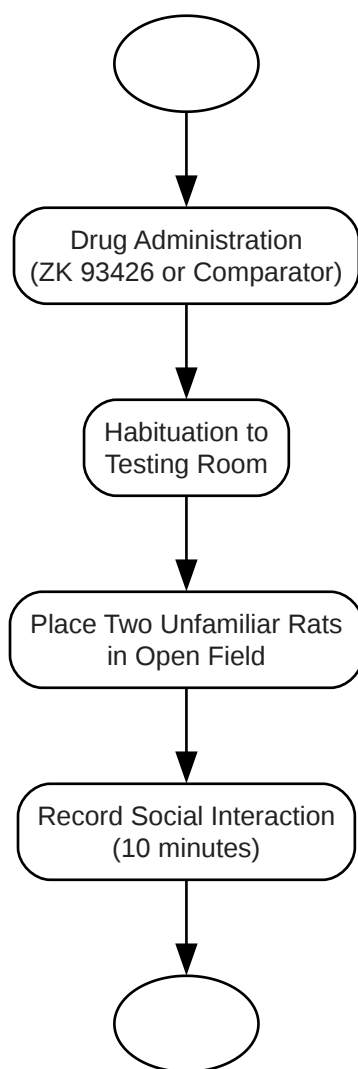 Drug Administration
(ZK 93426 or Comparator)
Habituation to
Testing Room
Place Two Unfamiliar Rats
in Open Field
Record Social Interaction
(10 minutes)